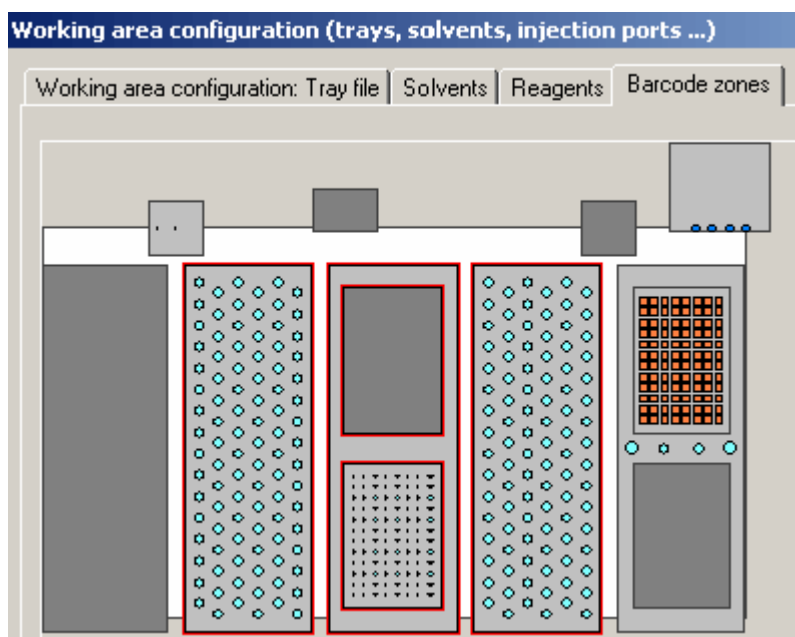 Working area configuration (trays, solvents, injection ports ...)
Working area configuration: Tray file Solvents Reagents Barcode zones